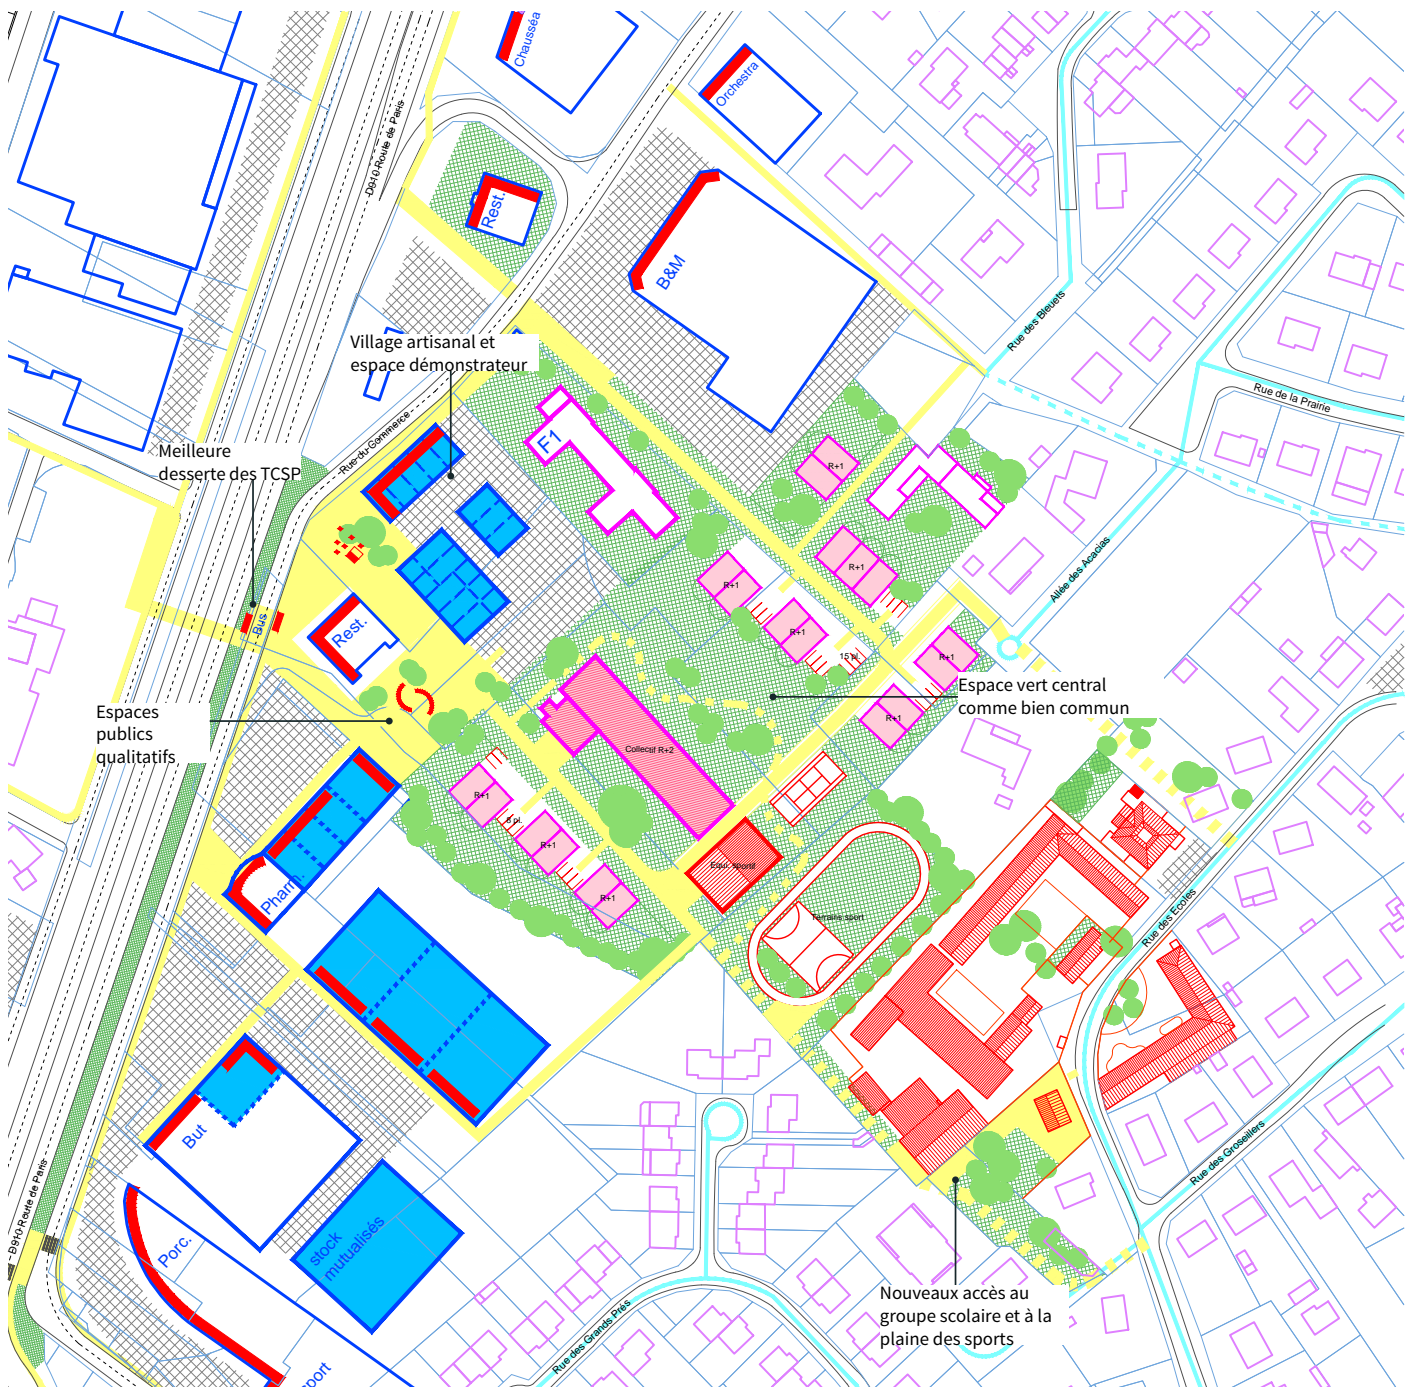 Chausséa
Orchestra
D910 Route de Paris
Rest.
B&M
Rue des Bleuets
Village artisanal et
espace démonstrateur
Rue de la Prairie
F1
Rue du Commerce
Meilleure
desserte des TCSP
R+1
R+1
Allée des Acacias
R+1
Bus
Rest.
R+1
15 pl.
R+1
Espace vert central
comme bien commun
R+1
Espaces
publics
qualitatifs
Collectif R+2
R+1
8 pl.
R+1
Equi. sportif
Pharm.
R+1
Terrains sport
Rue des Ecoles
But
Rue des Groseillers
D910 Route de Paris
Porc.
stock
mutualisés
Nouveaux accès au
groupe scolaire et à la
plaine des sports
Rue des Grands Prés